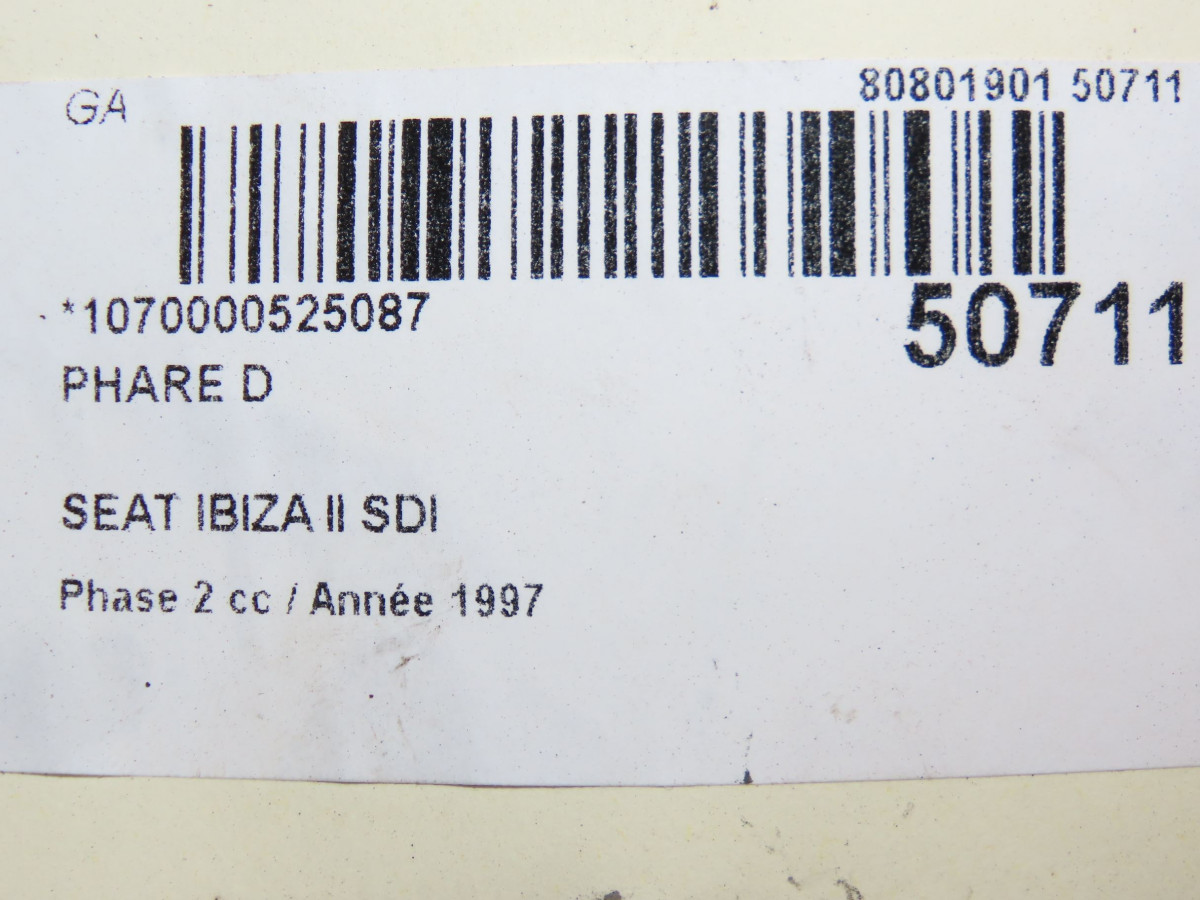 GA
80801901 50711
*1070000525087
50711
PHARE D
SEAT IBIZA II SDI
Phase 2 cc / Année 1997